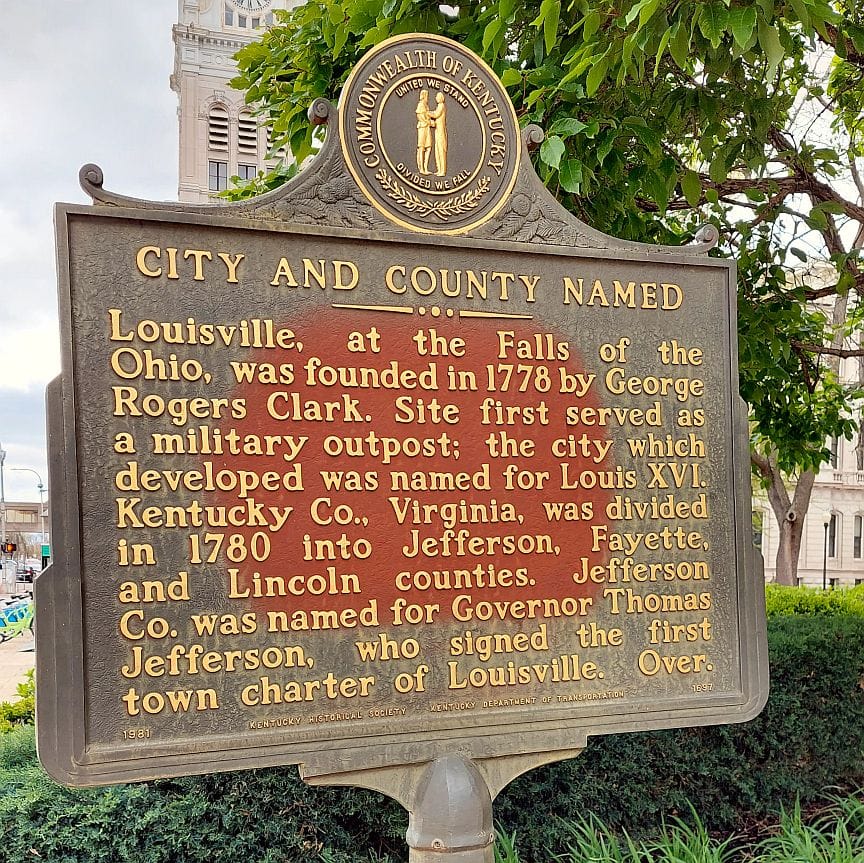 COMMONWEALTH OF KENTUCKY
UNITED WE STAND
DIVIDED WE FALL
CITY AND COUNTY NAMED
Louisville, at the Falls of the
Ohio, was founded in 1778 by George
Rogers Clark. Site first served as
a military outpost; the city which
developed was named for Louis XVI.
Kentucky Co., Virginia, was divided
in 1780 into Jefferson, Fayette,
and Lincoln counties. Jefferson
Co. was named for Governor Thomas
Jefferson, who signed the first
town charter of Louisville. Over.
1981 KENTUCKY HISTORICAL SOCIETY KENTUCKY DEPARTMENT OF TRANSPORTATION 1697